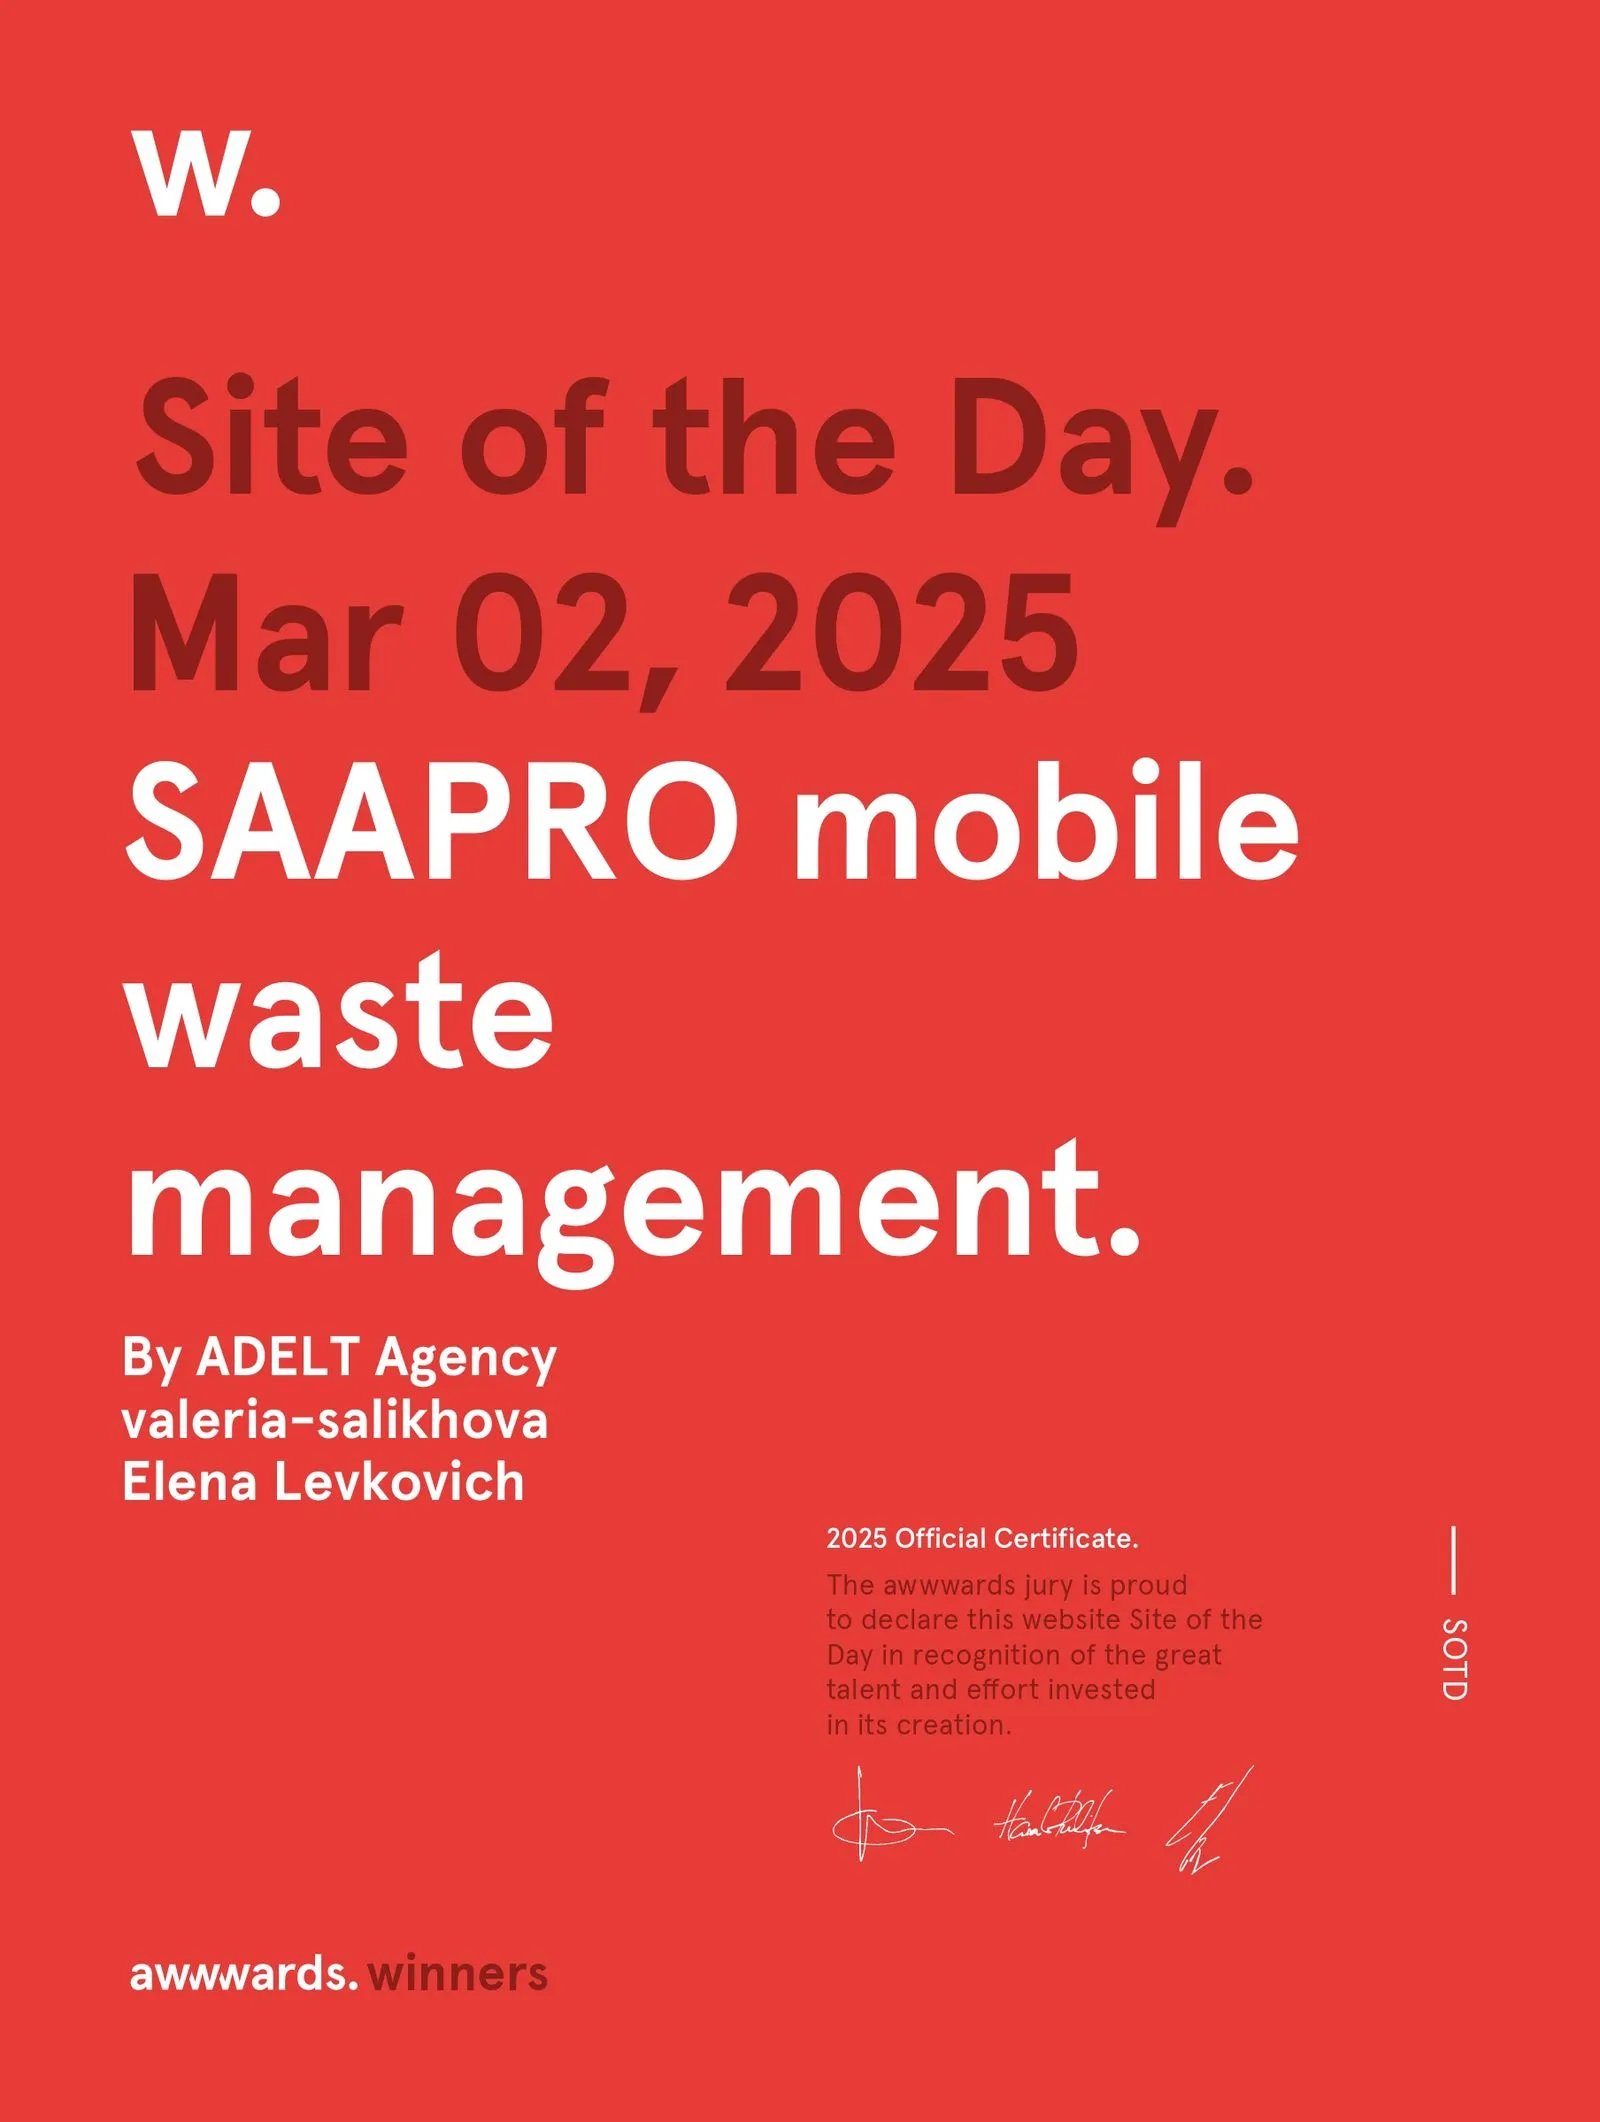 w.
Site of the Day.
Mar 02, 2025
SAAPRO mobile
waste
management.
By ADELT Agency
valeria-salikhova
Elena Levkovich
2025 Official Certificate.
The awwwards jury is proud
to declare this website Site of the
Day in recognition of the great
talent and effort invested
in its creation.
SOTD
awwwards. winners